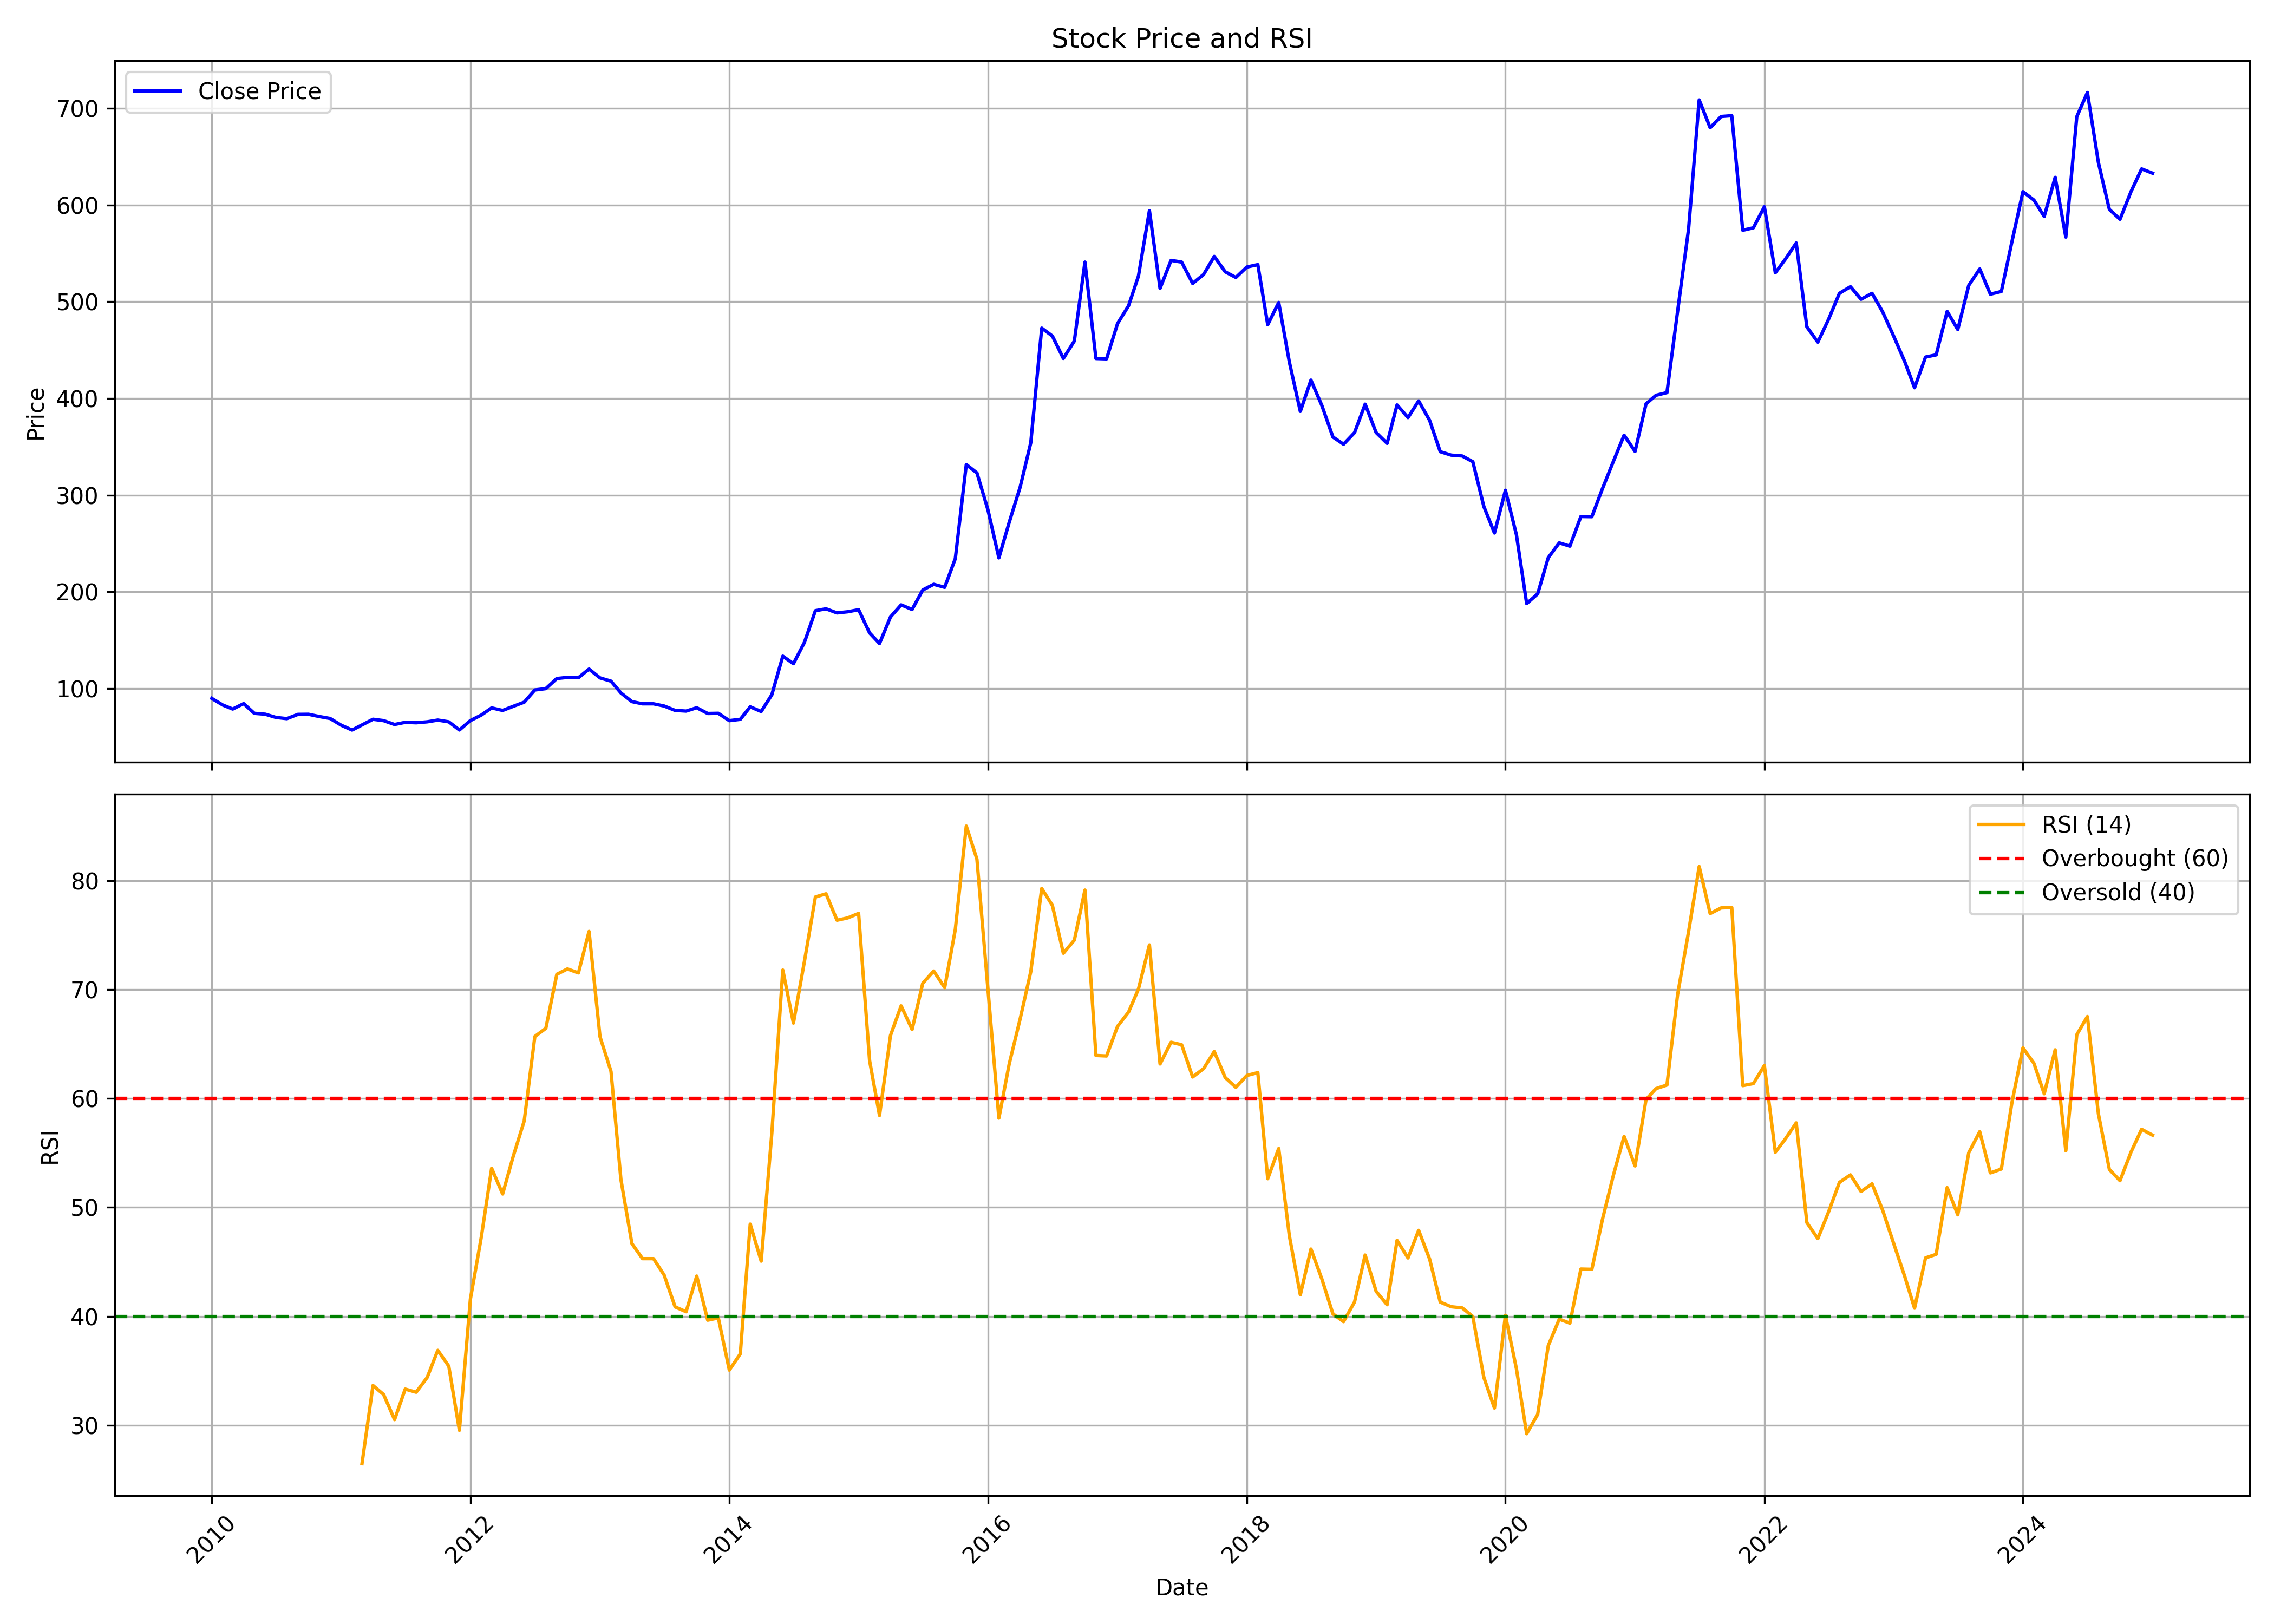 Stock Price and RSI
Close Price
Price
700
600
500
400
300
200
100
RSI (14)
Overbought (60)
Oversold (40)
RSI
80
70
60
50
40
30
2010
2012
2014
2016
2018
2020
2022
2024
Date